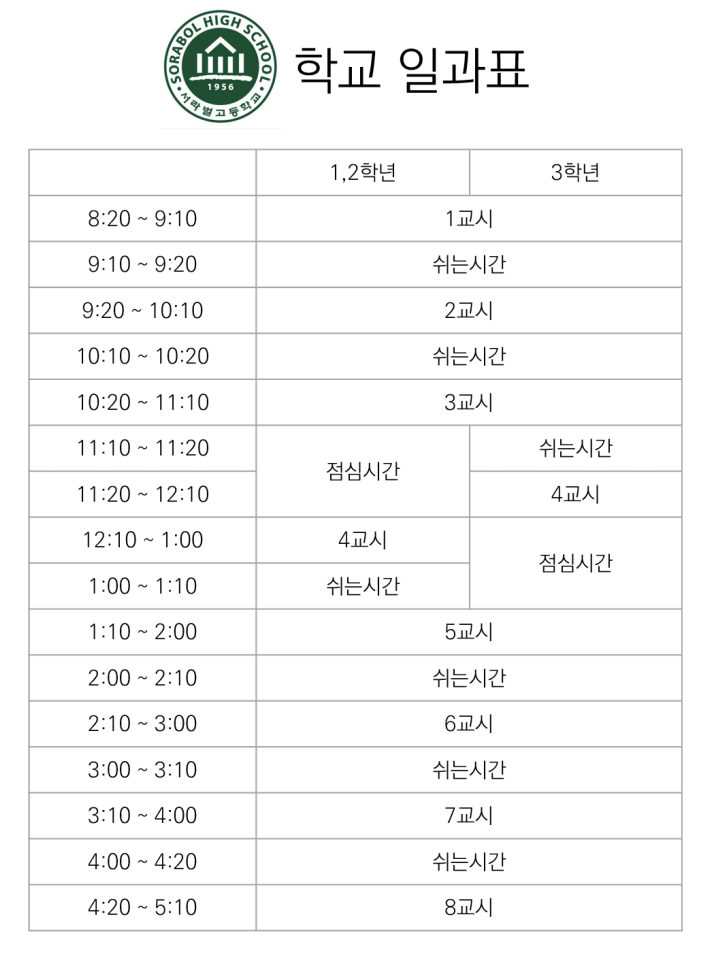 SORABOL HIGH SCHOOL
1956
서라벌고등학교
학교 일과표
1,2학년 3학년
8:20 ~ 9:10 1교시
9:10 ~ 9:20 쉬는시간
9:20 ~ 10:10 2교시
10:10 ~ 10:20 쉬는시간
10:20 ~ 11:10 3교시
11:10 ~ 11:20 점심시간 쉬는시간
11:20 ~ 12:10 4교시
12:10 ~ 1:00 4교시 점심시간
1:00 ~ 1:10 쉬는시간
1:10 ~ 2:00 5교시
2:00 ~ 2:10 쉬는시간
2:10 ~ 3:00 6교시
3:00 ~ 3:10 쉬는시간
3:10 ~ 4:00 7교시
4:00 ~ 4:20 쉬는시간
4:20 ~ 5:10 8교시